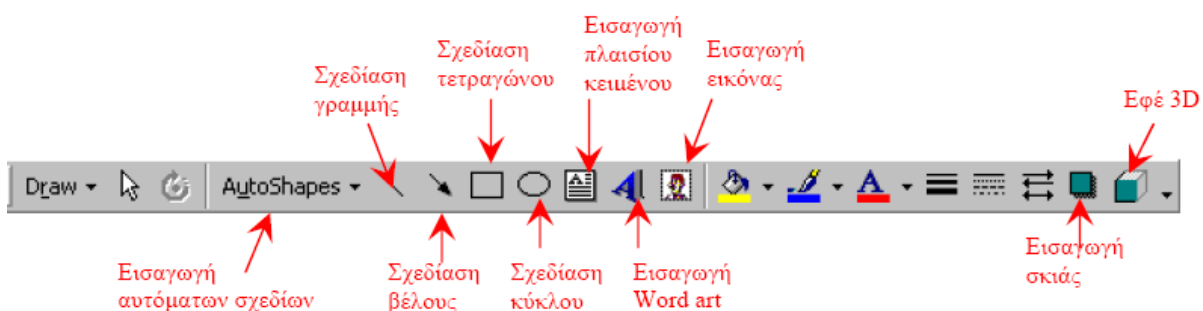 Εισαγωγή
πλαισίου
κειμένου
Σχεδίαση
τετραγώνου
Εισαγωγή
εικόνας
Σχεδίαση
γραμμής
Εφέ 3D
Draw
AutoShapes
Εισαγωγή
αυτόματων σχεδίων
Σχεδίαση
βέλους
Σχεδίαση
κύκλου
Εισαγωγή
Word art
Εισαγωγή
σκιάς